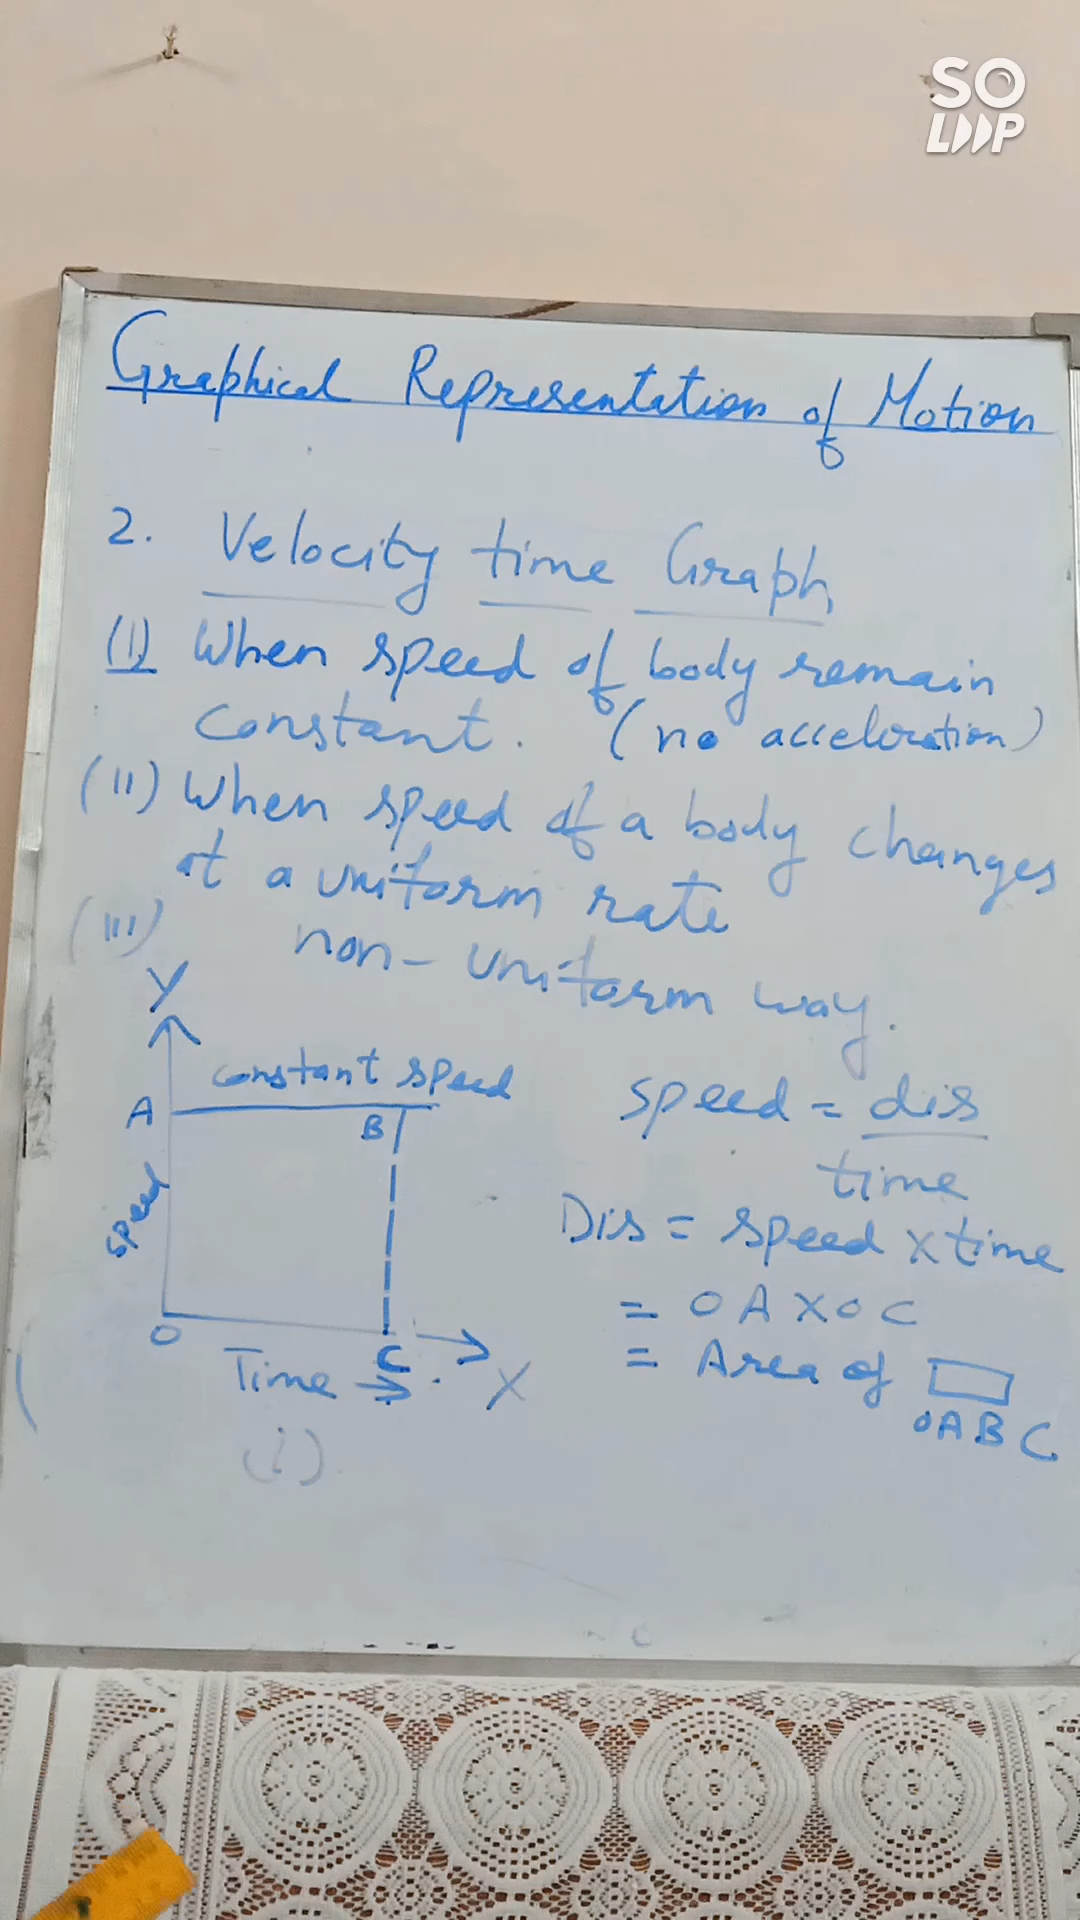 SO
LOOP
Graphical Representation of Motion
2. Velocity time Graph
(I) When speed of body remain
constant. (no acceleration)
(II) When speed of a body changes
at a uniform rate
(III) non-uniform way.
Y
constant speed
A
B
speed
O
C
Time →
X
(i)
speed = dis
time
Dis = speed x time
= OA X OC
= Area of ▭
OABC